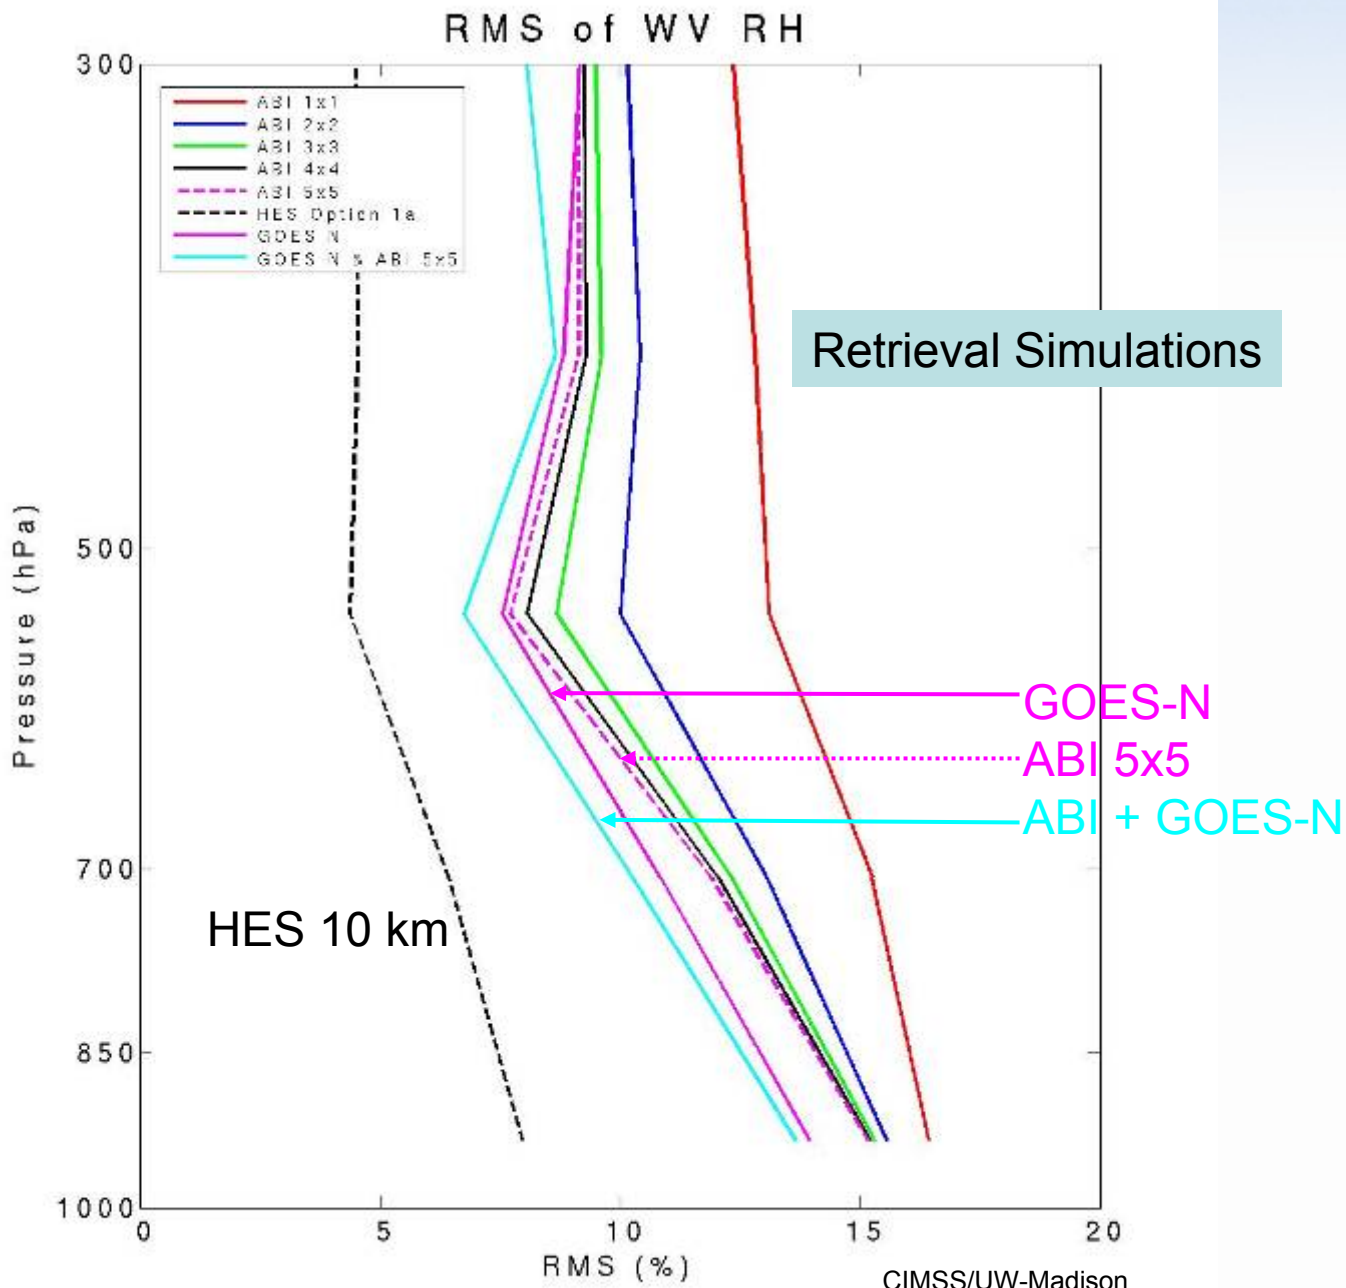 RMS of WV RH
300
ABI 1x1
ABI 2x2
ABI 3x3
ABI 4x4
ABI 5x5
HES Option 1a
GOES N
GOES N & ABI 5x5
Retrieval Simulations
Pressure (hPa)
500
GOES-N
ABI 5x5
ABI + GOES-N
700
HES 10 km
850
1000
0
5
10
15
20
RMS (%)
CIMSS/UW-Madison